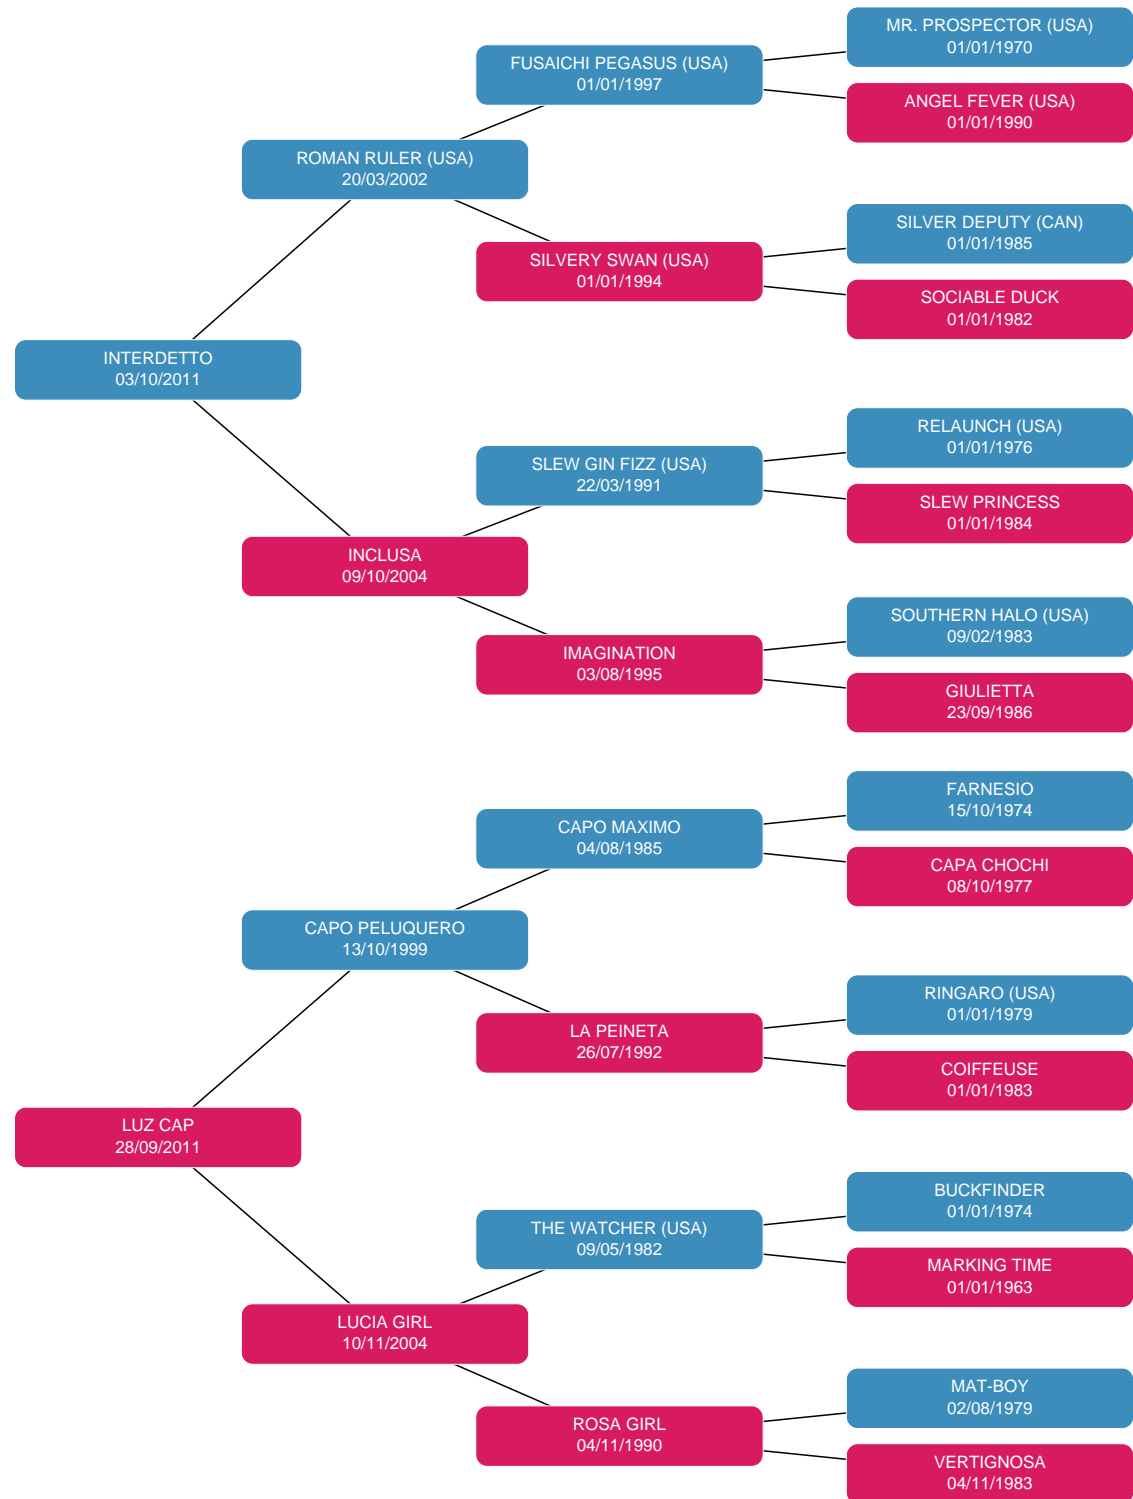 MR. PROSPECTOR (USA)
01/01/1970
FUSAICHI PEGASUS (USA)
01/01/1997
ANGEL FEVER (USA)
01/01/1990
ROMAN RULER (USA)
20/03/2002
SILVER DEPUTY (CAN)
01/01/1985
SILVERY SWAN (USA)
01/01/1994
SOCIABLE DUCK
01/01/1982
INTERDETTO
03/10/2011
RELAUNCH (USA)
01/01/1976
SLEW GIN FIZZ (USA)
22/03/1991
SLEW PRINCESS
01/01/1984
INCLUSA
09/10/2004
SOUTHERN HALO (USA)
09/02/1983
IMAGINATION
03/08/1995
GIULIETTA
23/09/1986
FARNESIO
15/10/1974
CAPO MAXIMO
04/08/1985
CAPA CHOCHI
08/10/1977
CAPO PELUQUERO
13/10/1999
RINGARO (USA)
01/01/1979
LA PEINETA
26/07/1992
COIFFEUSE
01/01/1983
LUZ CAP
28/09/2011
BUCKFINDER
01/01/1974
THE WATCHER (USA)
09/05/1982
MARKING TIME
01/01/1963
LUCIA GIRL
10/11/2004
MAT-BOY
02/08/1979
ROSA GIRL
04/11/1990
VERTIGNOSA
04/11/1983